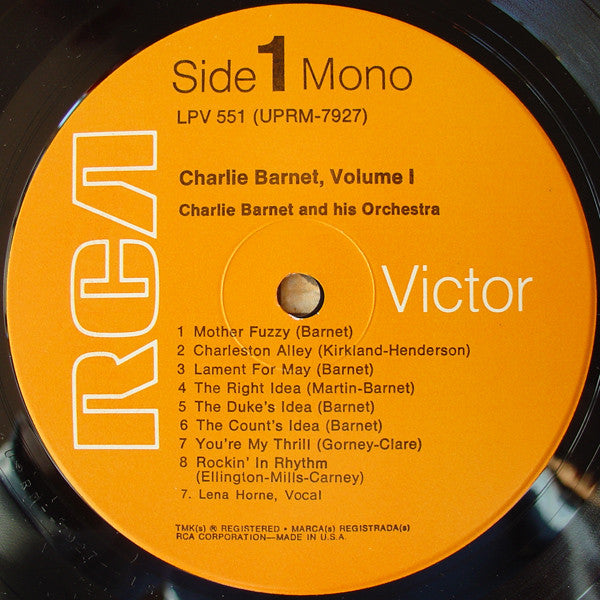 Side 1 Mono
LPV 551 (UPRM-7927)
Charlie Barnet, Volume I
Charlie Barnet and his Orchestra
RCA
Victor
1 Mother Fuzzy (Barnet)
2 Charleston Alley (Kirkland-Henderson)
3 Lament For May (Barnet)
4 The Right Idea (Martin-Barnet)
5 The Duke's Idea (Barnet)
6 The Count's Idea (Barnet)
7 You're My Thrill (Gorney-Clare)
8 Rockin' In Rhythm
(Ellington-Mills-Carney)
7. Lena Horne, Vocal
TMK(s) ® REGISTERED • MARCA(s) REGISTRADA(s)
RCA CORPORATION—MADE IN U.S.A.